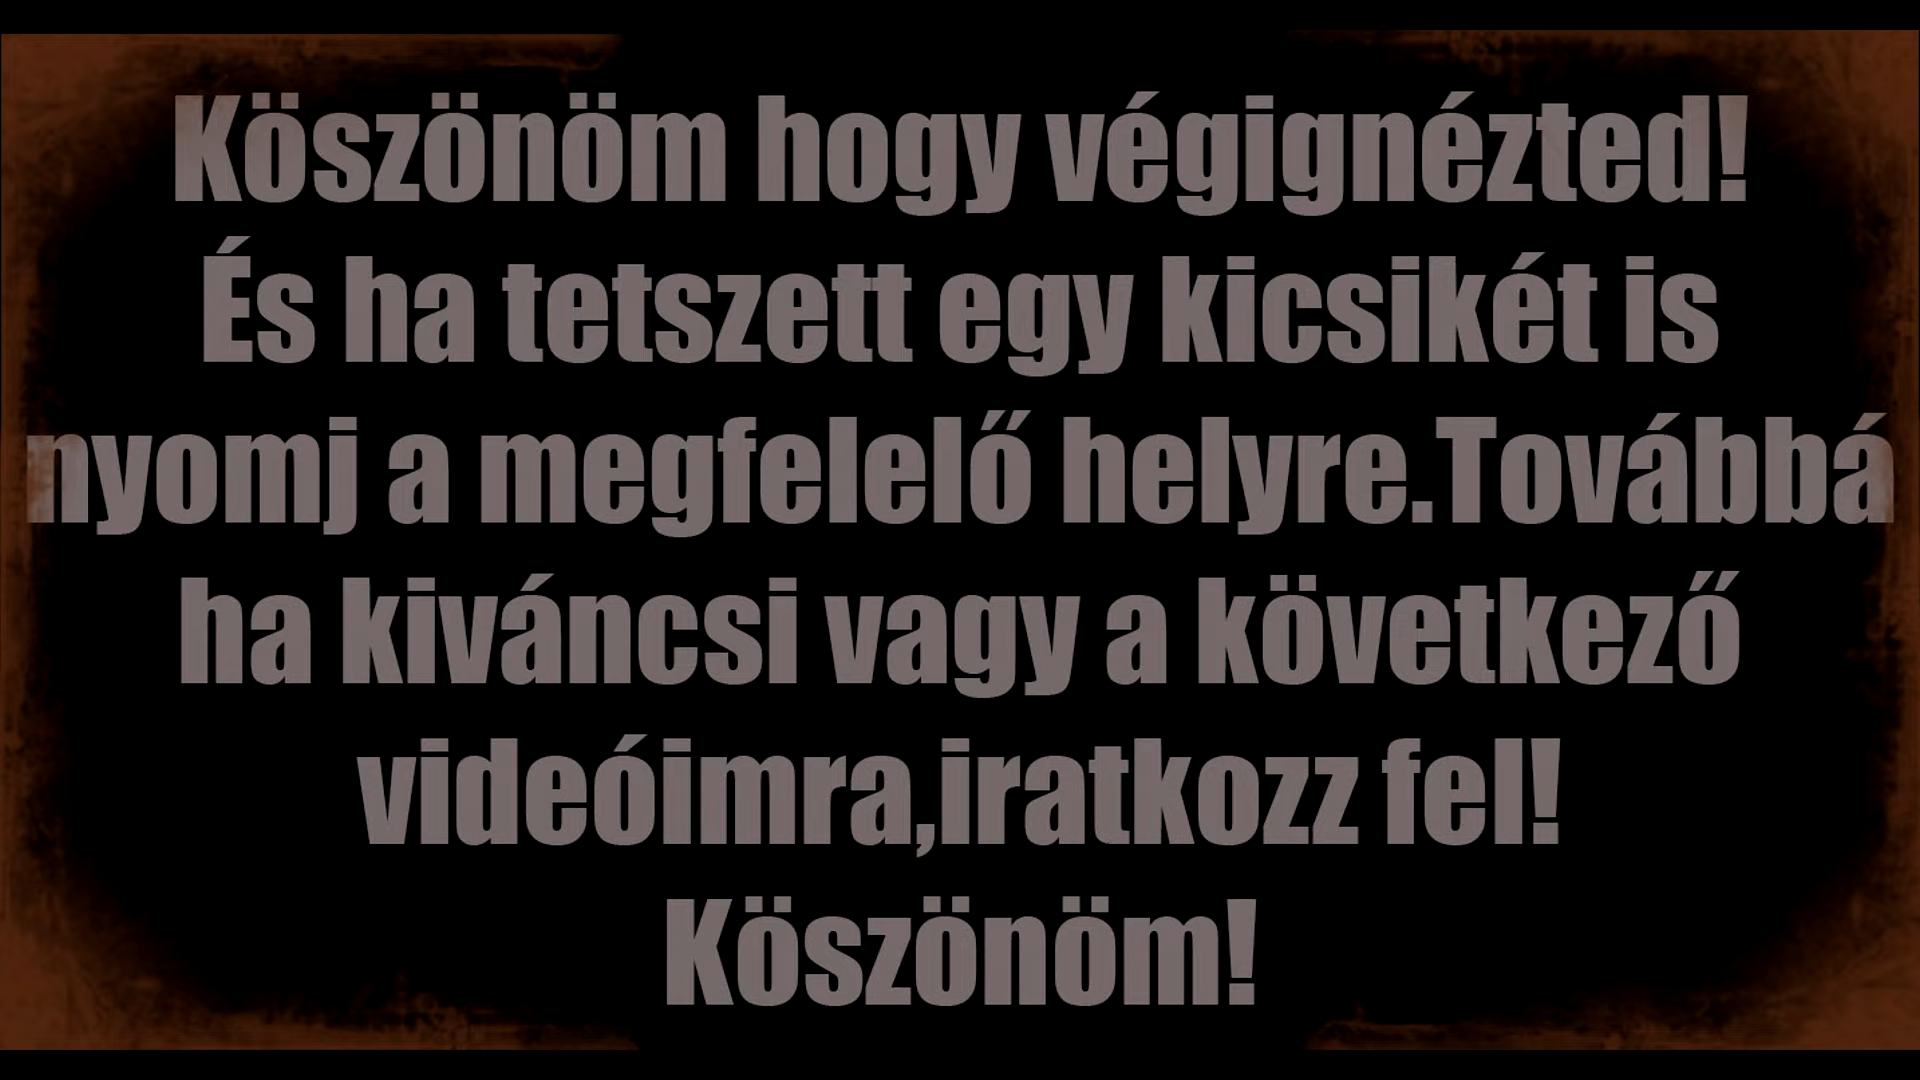 Köszönöm hogy végignézted!
És ha tetszett egy kicsikét is
nyomj a megfelelő helyre.Továbbá
ha kiváncsi vagy a következő
videóimra,iratkozz fel!
Köszönöm!